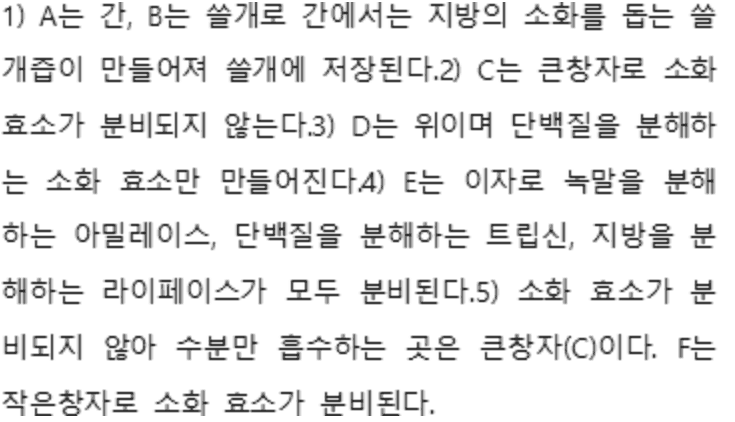 1) A는 간, B는 쓸개로 간에서는 지방의 소화를 돕는 쓸
개즙이 만들어져 쓸개에 저장된다.2) C는 큰창자로 소화
효소가 분비되지 않는다.3) D는 위이며 단백질을 분해하
는 소화 효소만 만들어진다.4) E는 이자로 녹말을 분해
하는 아밀레이스, 단백질을 분해하는 트립신, 지방을 분
해하는 라이페이스가 모두 분비된다.5) 소화 효소가 분
비되지 않아 수분만 흡수하는 곳은 큰창자(C)이다. F는
작은창자로 소화 효소가 분비된다.